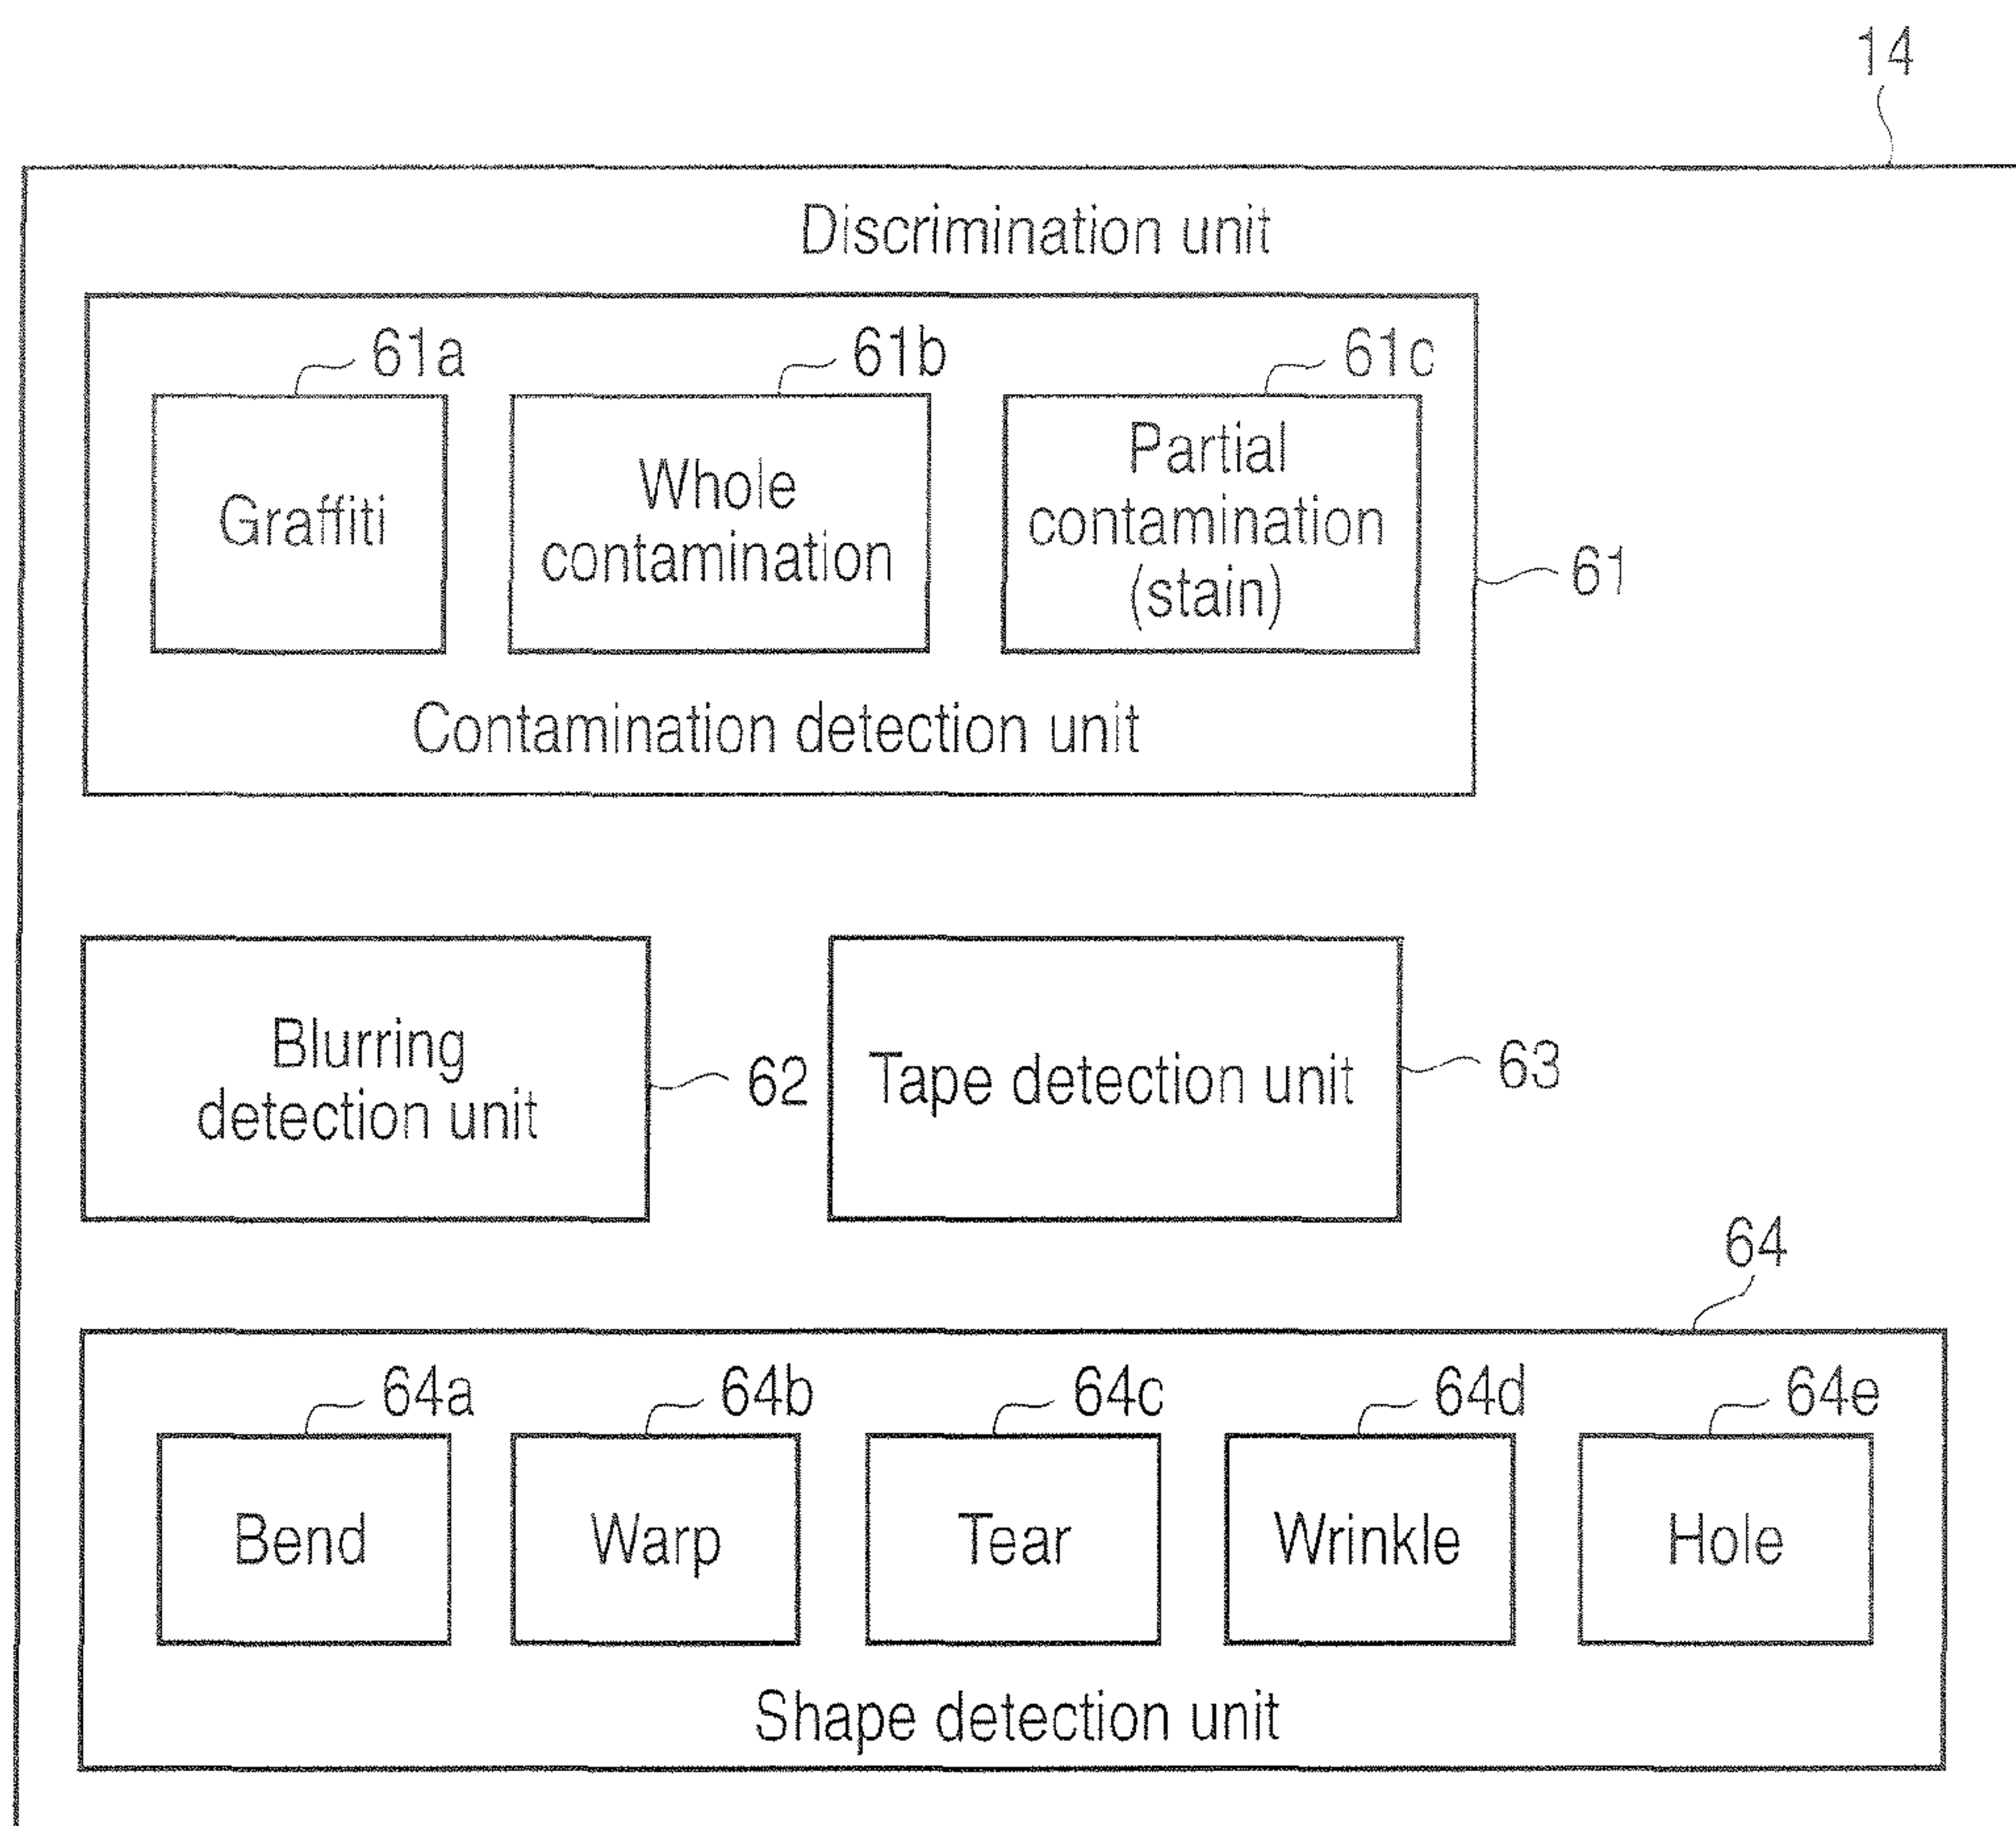 14
Discrimination unit
61a
61b
61c
Graffiti
Whole
contamination
Partial
contamination
(stain)
61
Contamination detection unit
Blurring
detection unit
62
Tape detection unit
63
64
64a
64b
64c
64d
64e
Bend
Warp
Tear
Wrinkle
Hole
Shape detection unit